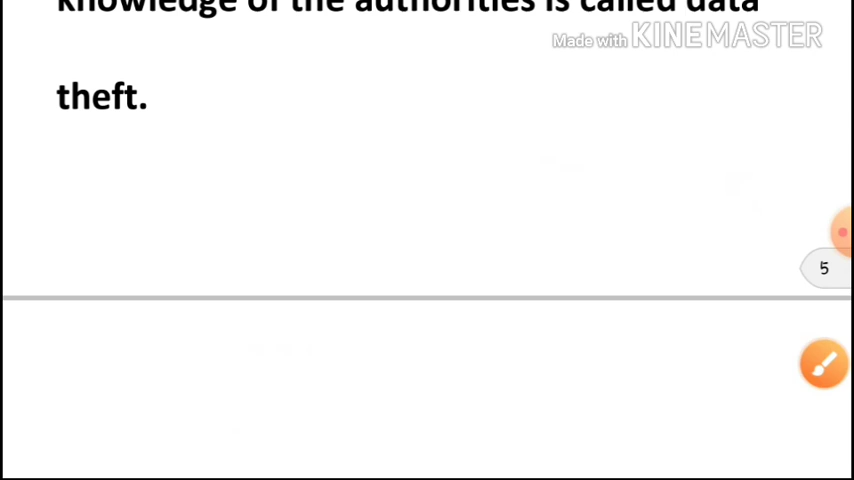 knowledge of the authorities is called data
Made with KINEMASTER
theft.
5